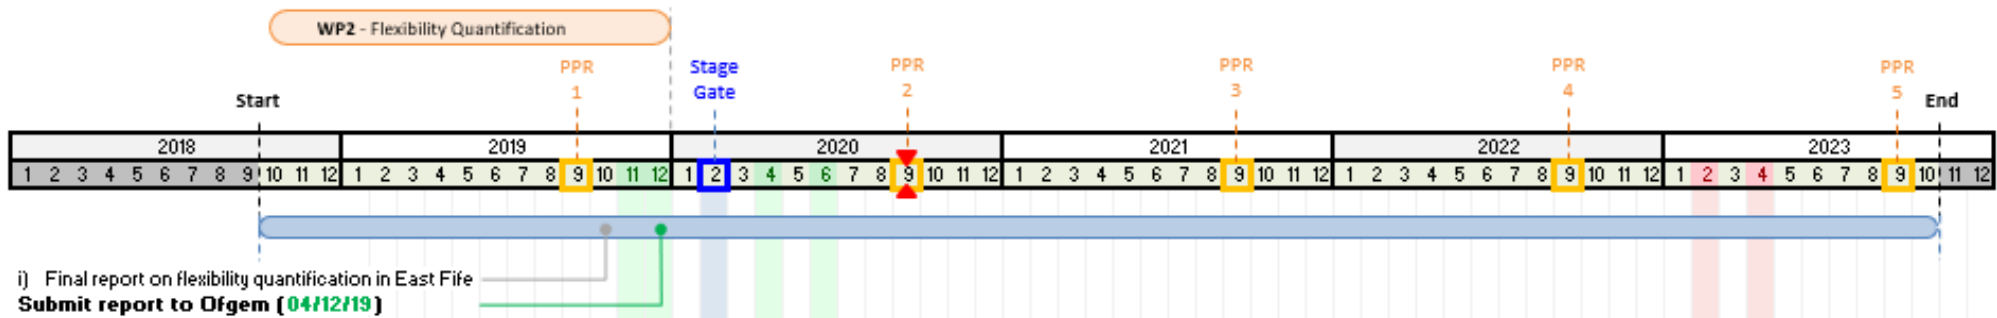 WP2 - Flexibility Quantification
PPR 1
Stage Gate
PPR 2
PPR 3
PPR 4
PPR 5
Start
End
2018 2019 2020 2021 2022 2023
1 2 3 4 5 6 7 8 9 10 11 12 1 2 3 4 5 6 7 8 9 10 11 12 1 2 3 4 5 6 7 8 9 10 11 12 1 2 3 4 5 6 7 8 9 10 11 12 1 2 3 4 5 6 7 8 9 10 11 12 1 2 3 4 5 6 7 8 9 10 11 12
i) Final report on flexibility quantification in East Fife
Submit report to Ofgem (04/12/19)